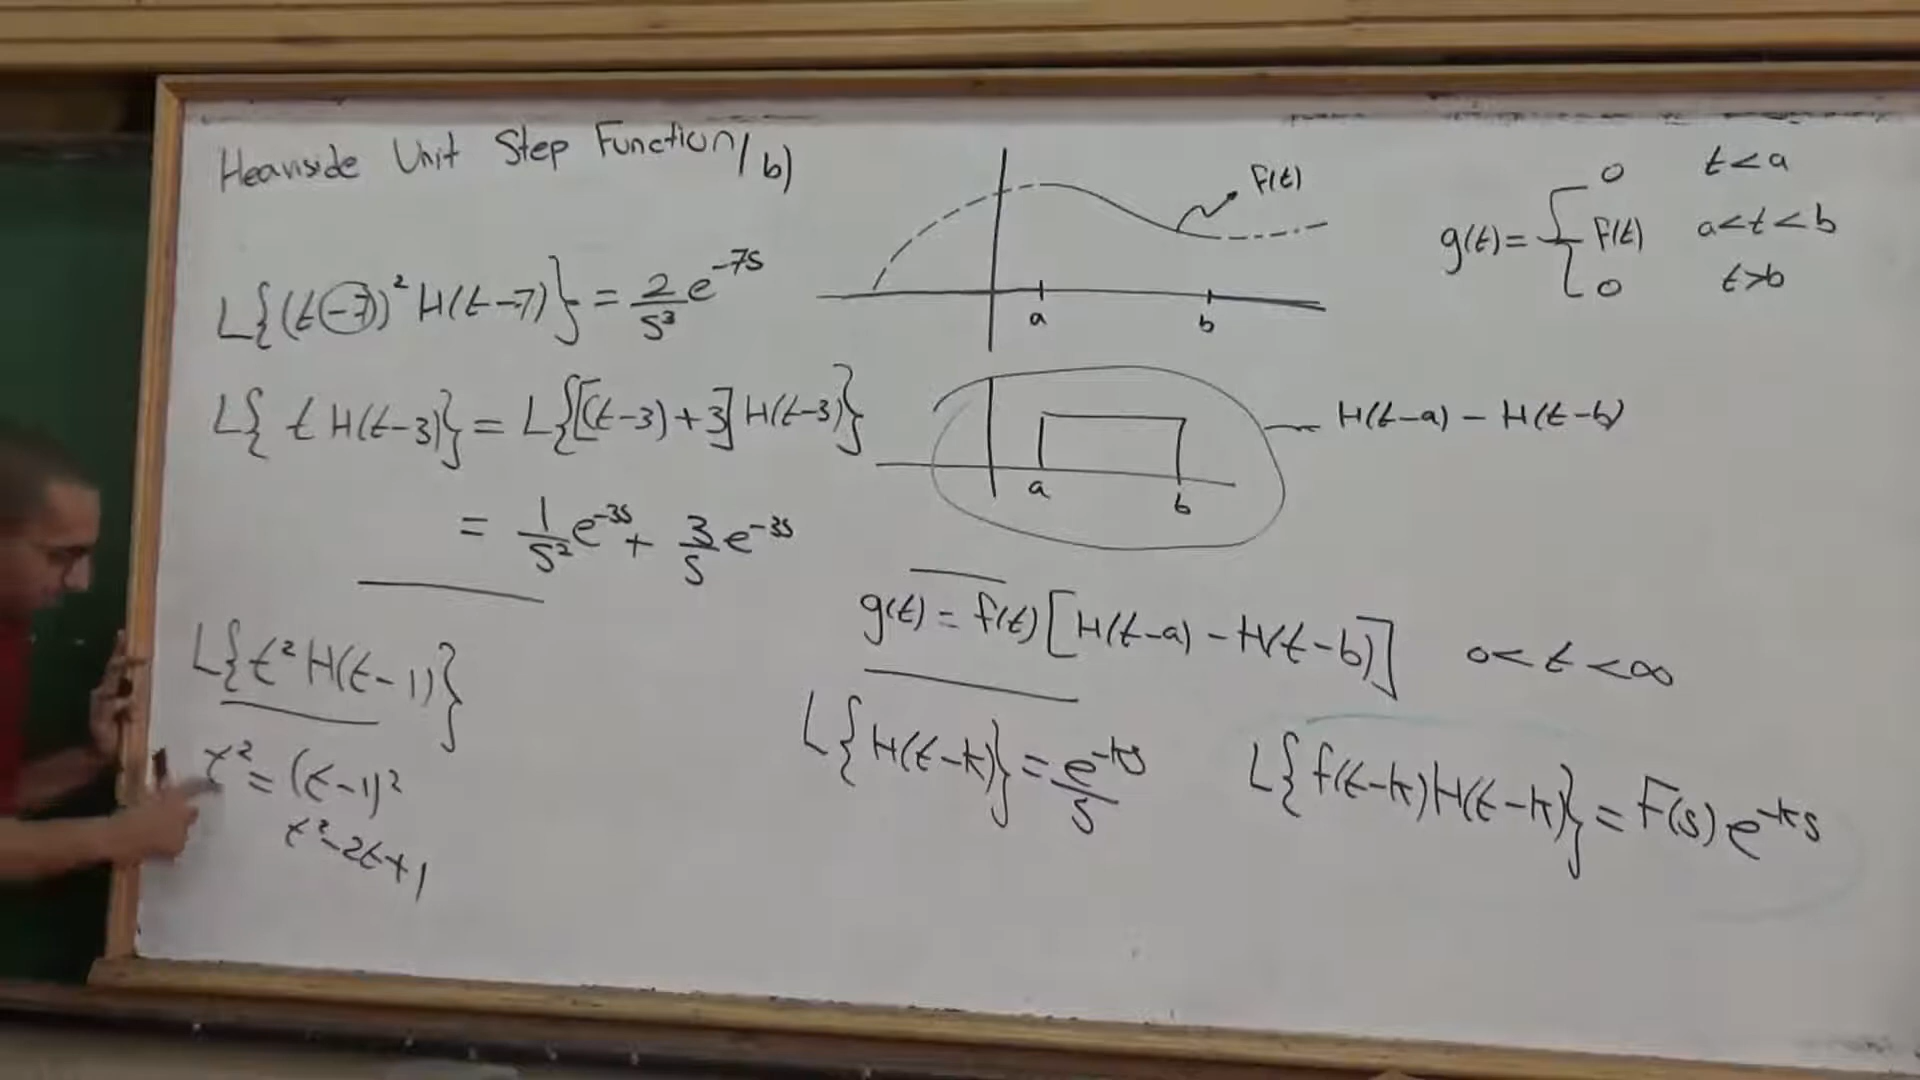 Heaviside Unit Step Function / b)
L{(t-7)² H(t-7)} = 2/s³ e^-7s
L{ t H(t-3)} = L{[(t-3)+3] H(t-3)}
= 1/s² e^-3s + 3/s e^-3s
L{t² H(t-1)}
t² = (t-1)²
t²-2t+1
f(t)
a b
g(t) = { 0 t<a
f(t) a<t<b
0 t>b
H(t-a) - H(t-b)
a b
g(t) = f(t) [H(t-a) - H(t-b)] 0<t<∞
L{H(t-k)} = e^-ks/s
L{f(t-k)H(t-k)} = F(s) e^-ks